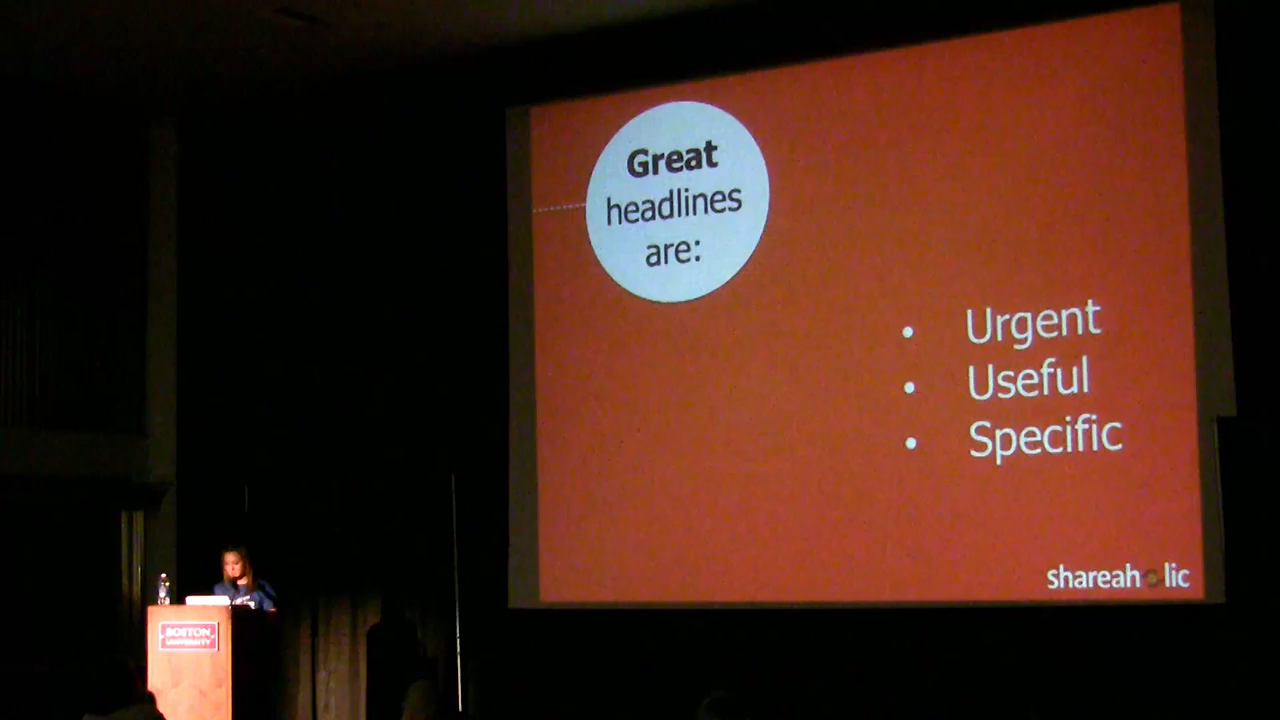 Great
headlines
are:
• Urgent
• Useful
• Specific
shareaholic
BOSTON
UNIVERSITY